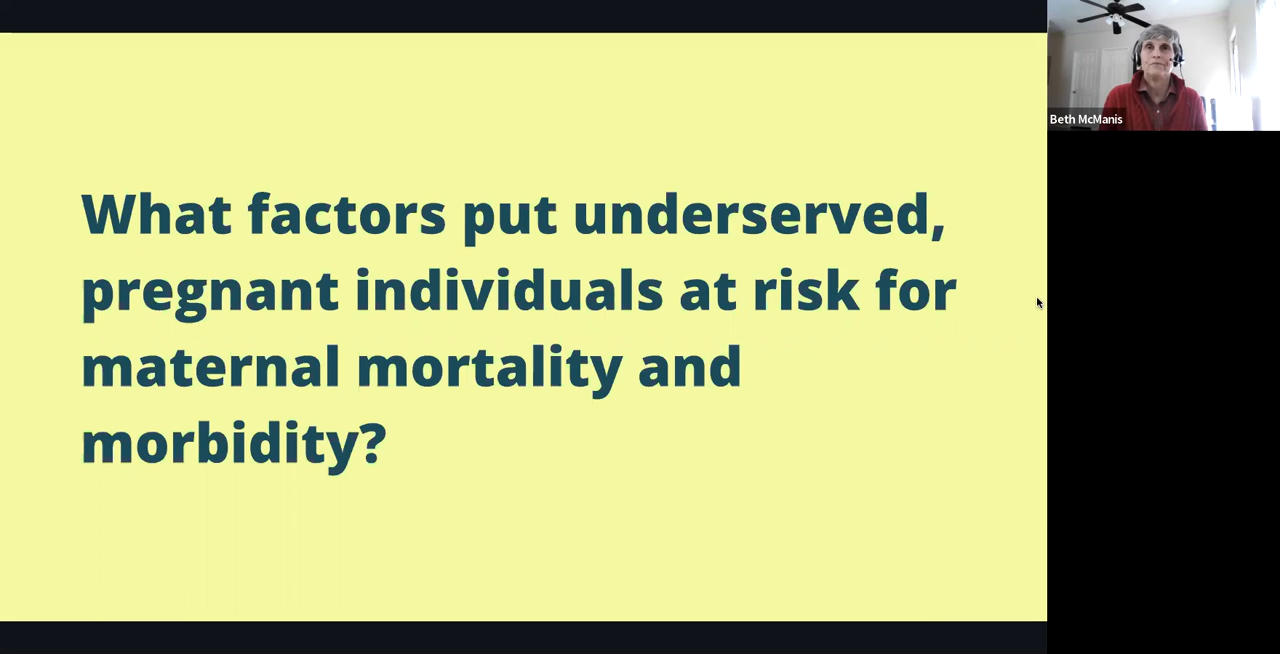 What factors put underserved,
pregnant individuals at risk for
maternal mortality and
morbidity?
Beth McManis